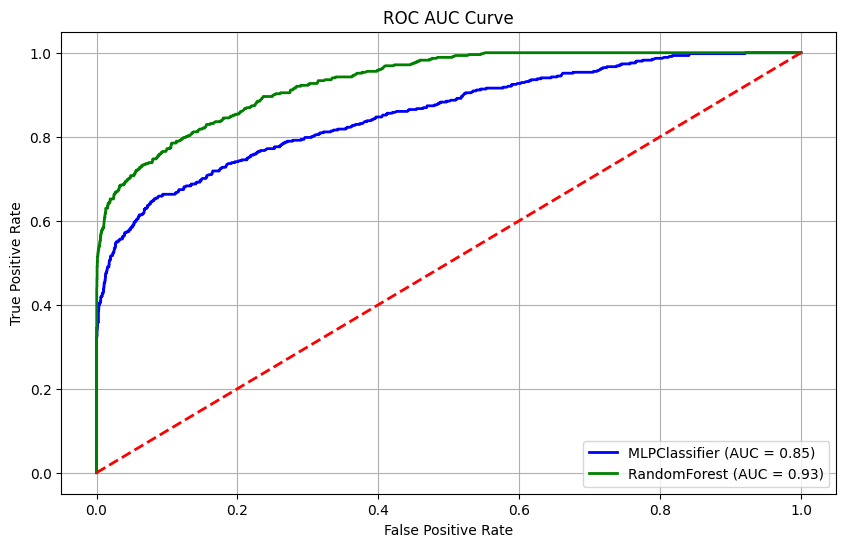 ROC AUC Curve
True Positive Rate
1.0
0.8
0.6
0.4
0.2
0.0
MLPClassifier (AUC = 0.85)
RandomForest (AUC = 0.93)
0.0 0.2 0.4 0.6 0.8 1.0
False Positive Rate